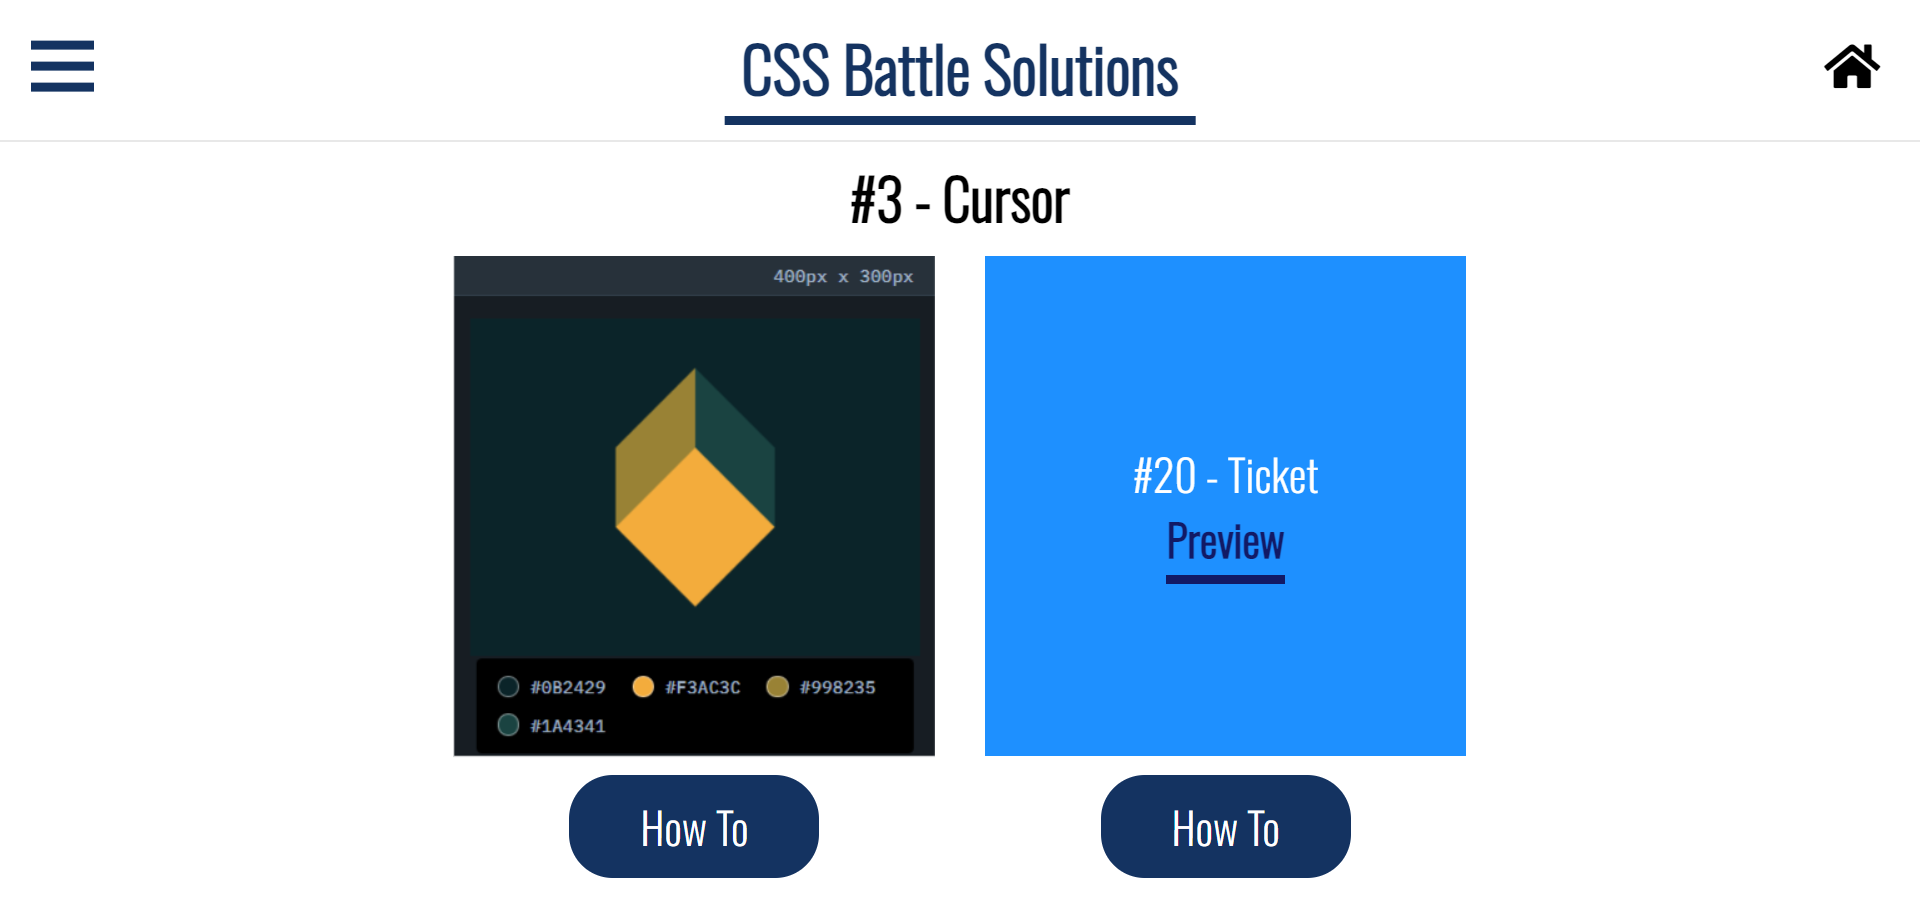 CSS Battle Solutions
#3 - Cursor
400px x 300px
#0B2429 #F3AC3C #998235
#1A4341
How To
#20 - Ticket
Preview
How To